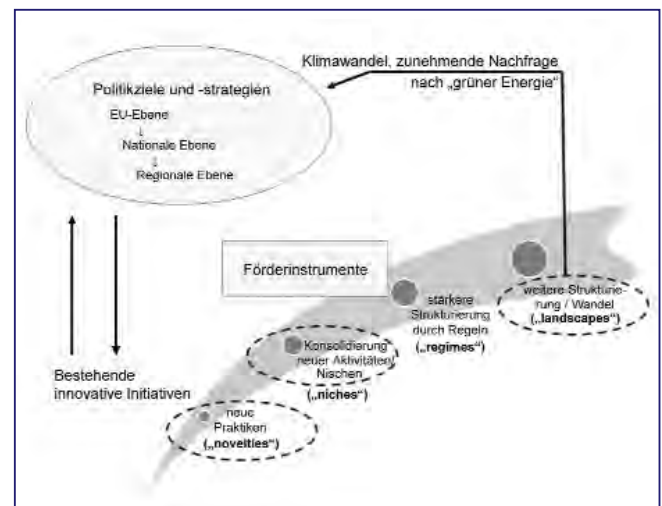 Klimawandel, zunehmende Nachfrage
nach „grüner Energie“
Politikziele und -strategien
EU-Ebene
↓
Nationale Ebene
↓
Regionale Ebene
Förderinstrumente
weitere Strukturie-
rung / Wandel
(„landscapes“)
stärkere
Strukturierung
durch Regeln
(„regimes“)
Konsolidierung
neuer Aktivitäten/
Nischen
(„niches“)
Bestehende
innovative Initiativen
neue
Praktiken
(„novelties“)